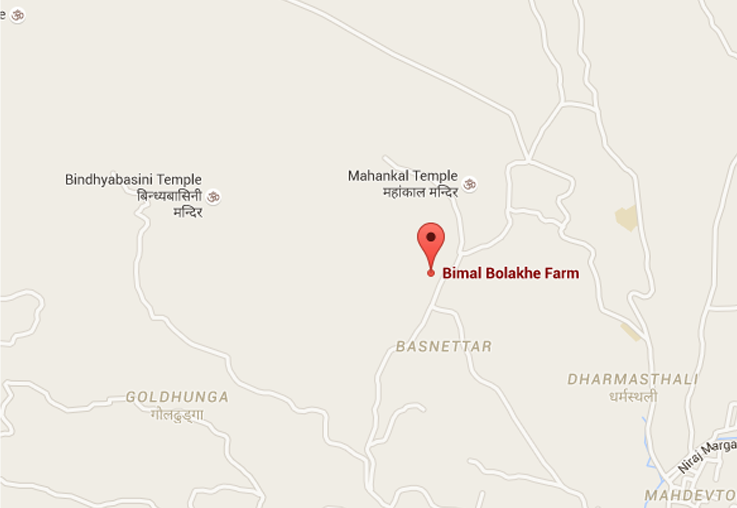 e
Bindhyabasini Temple
बिन्ध्यबासिनी
मन्दिर
Mahankal Temple
महांकाल मन्दिर
Bimal Bolakhe Farm
BASNETTAR
GOLDHUNGA
गोलढुङ्गा
DHARMASTHALI
धर्मस्थली
Niraj Marga
MAHDEVTO